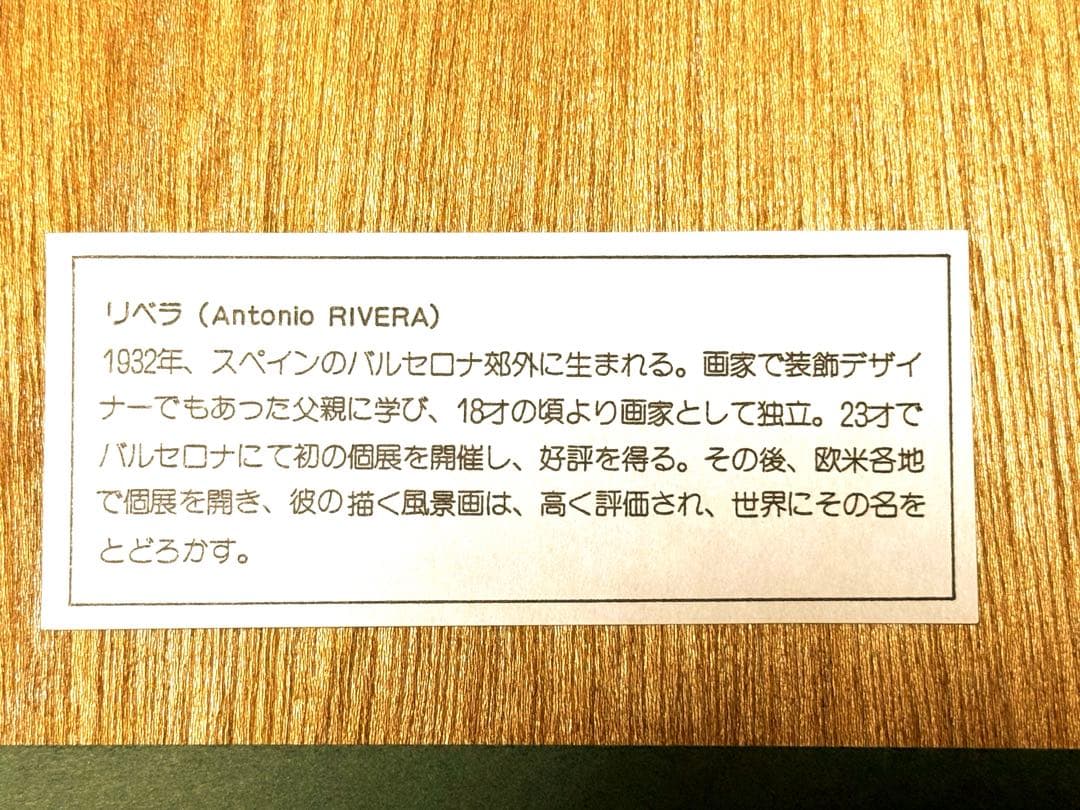 リベラ（Antonio RIVERA）
1932年、スペインのバルセロナ郊外に生まれる。画家で装飾デザイ
ナーでもあった父親に学び、18才の頃より画家として独立。23才で
バルセロナにて初の個展を開催し、好評を得る。その後、欧米各地
で個展を開き、彼の描く風景画は、高く評価され、世界にその名を
とどろかす。